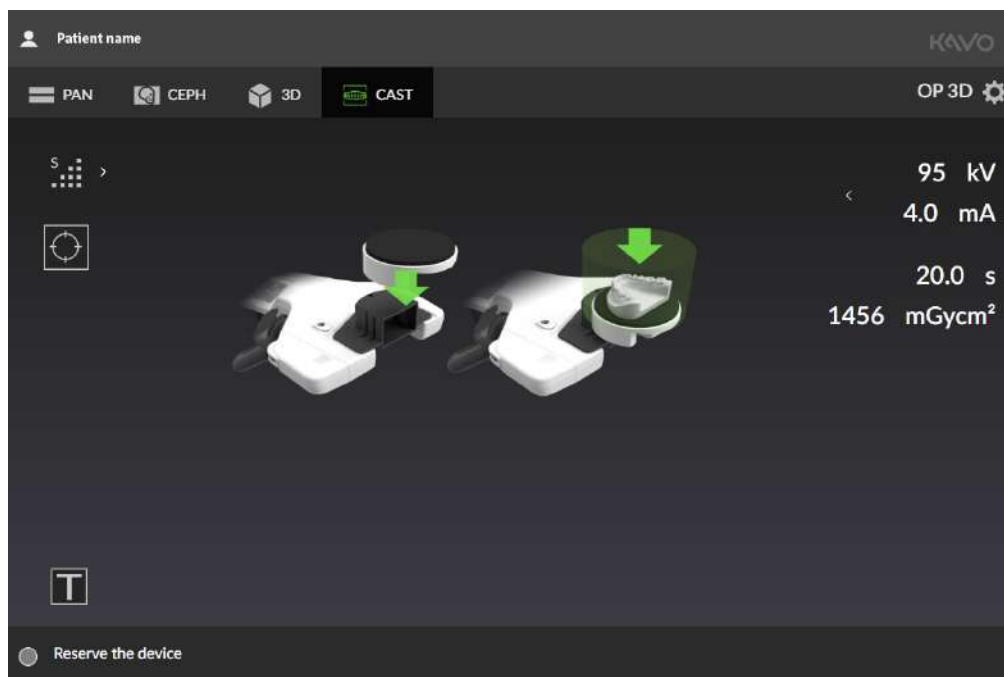 Patient name
KAVO
PAN CEPH 3D CAST OP 3D
S
95 kV
4.0 mA
20.0 s
1456 mGycm²
T
Reserve the device